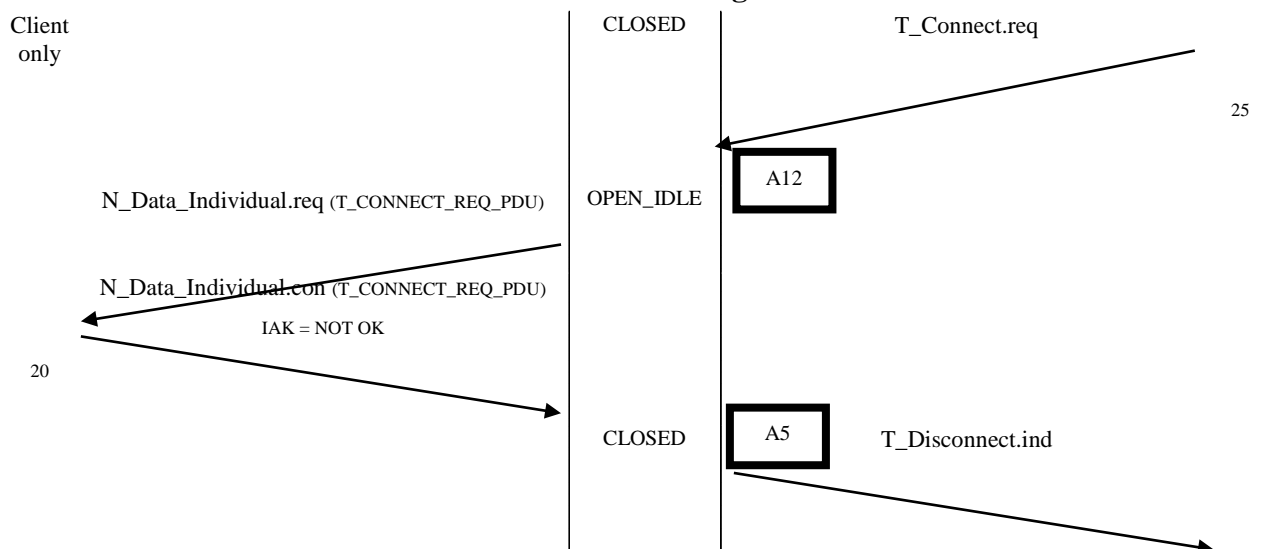 Client
only
CLOSED
T_Connect.req
25
A12
N_Data_Individual.req (T_CONNECT_REQ_PDU)
OPEN_IDLE
N_Data_Individual.con (T_CONNECT_REQ_PDU)
IAK = NOT OK
20
CLOSED
A5
T_Disconnect.ind